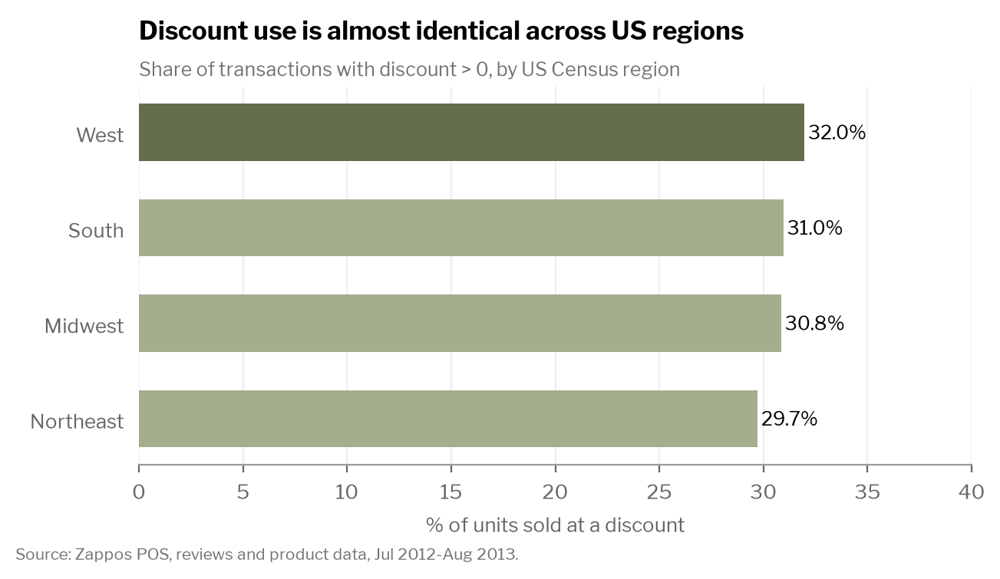 Discount use is almost identical across US regions
Share of transactions with discount > 0, by US Census region
West 32.0%
South 31.0%
Midwest 30.8%
Northeast 29.7%
0 5 10 15 20 25 30 35 40
% of units sold at a discount
Source: Zappos POS, reviews and product data, Jul 2012-Aug 2013.